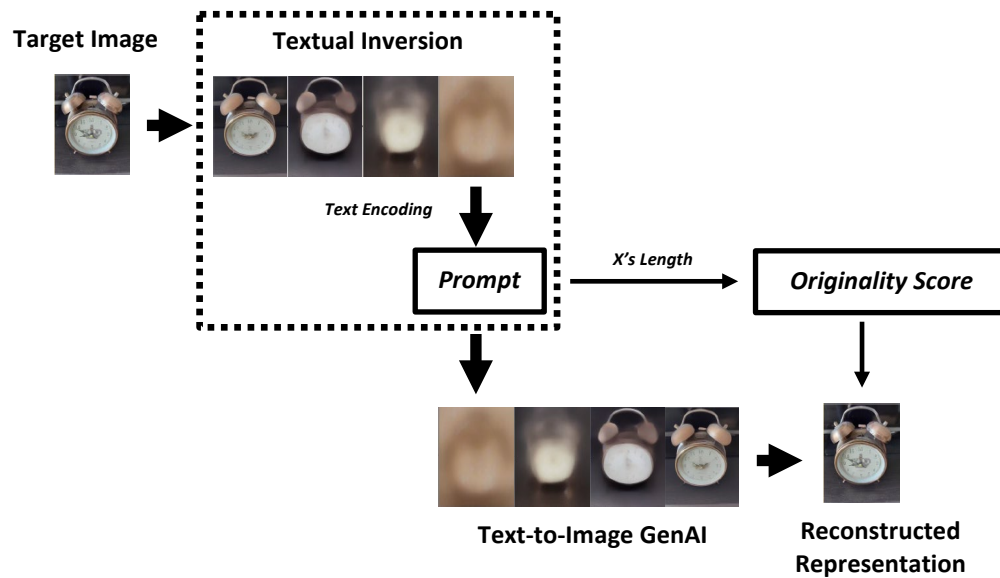 Target Image
Textual Inversion
Text Encoding
Prompt
X's Length
Originality Score
Text-to-Image GenAI
Reconstructed
Representation